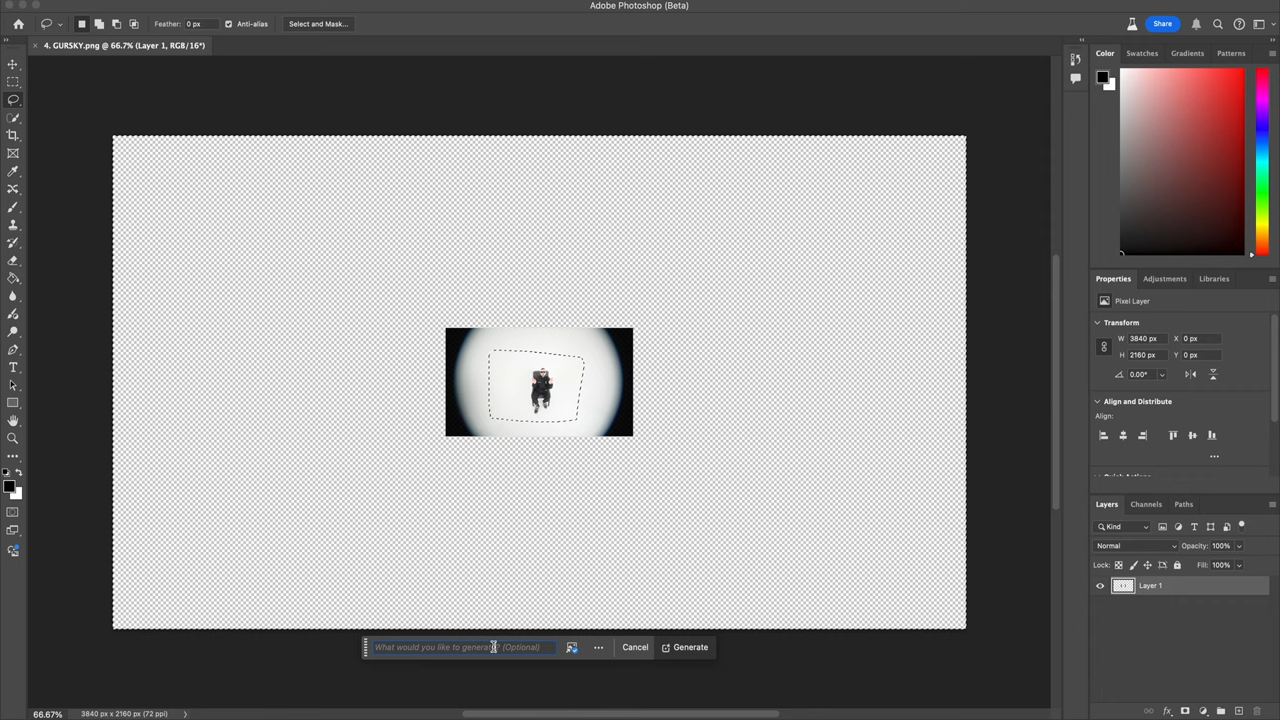 Adobe Photoshop (Beta)
Feather: 0 px
Anti-alias
Select and Mask...
Share
× 4. GURSKY.png @ 66.7% (Layer 1, RGB/16*)
Color
Swatches
Gradients
Patterns
Properties
Adjustments
Libraries
Pixel Layer
Transform
W 3840 px
X 0 px
H 2160 px
Y 0 px
0.00°
Align and Distribute
Align:
Layers
Channels
Paths
Kind
Normal
Opacity: 100%
Lock:
Fill: 100%
Layer 1
What would you like to generate? (Optional)
Cancel
Generate
66.67%
3840 px x 2160 px (72 ppi)